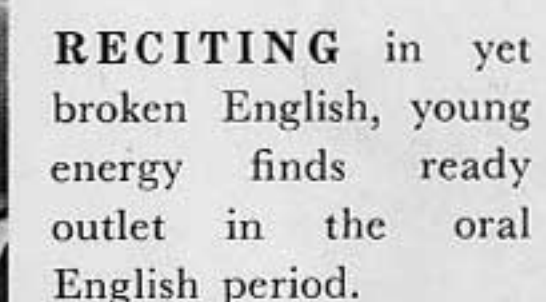 RECITING in yet
broken English, young
energy finds ready
outlet in the oral
English period.